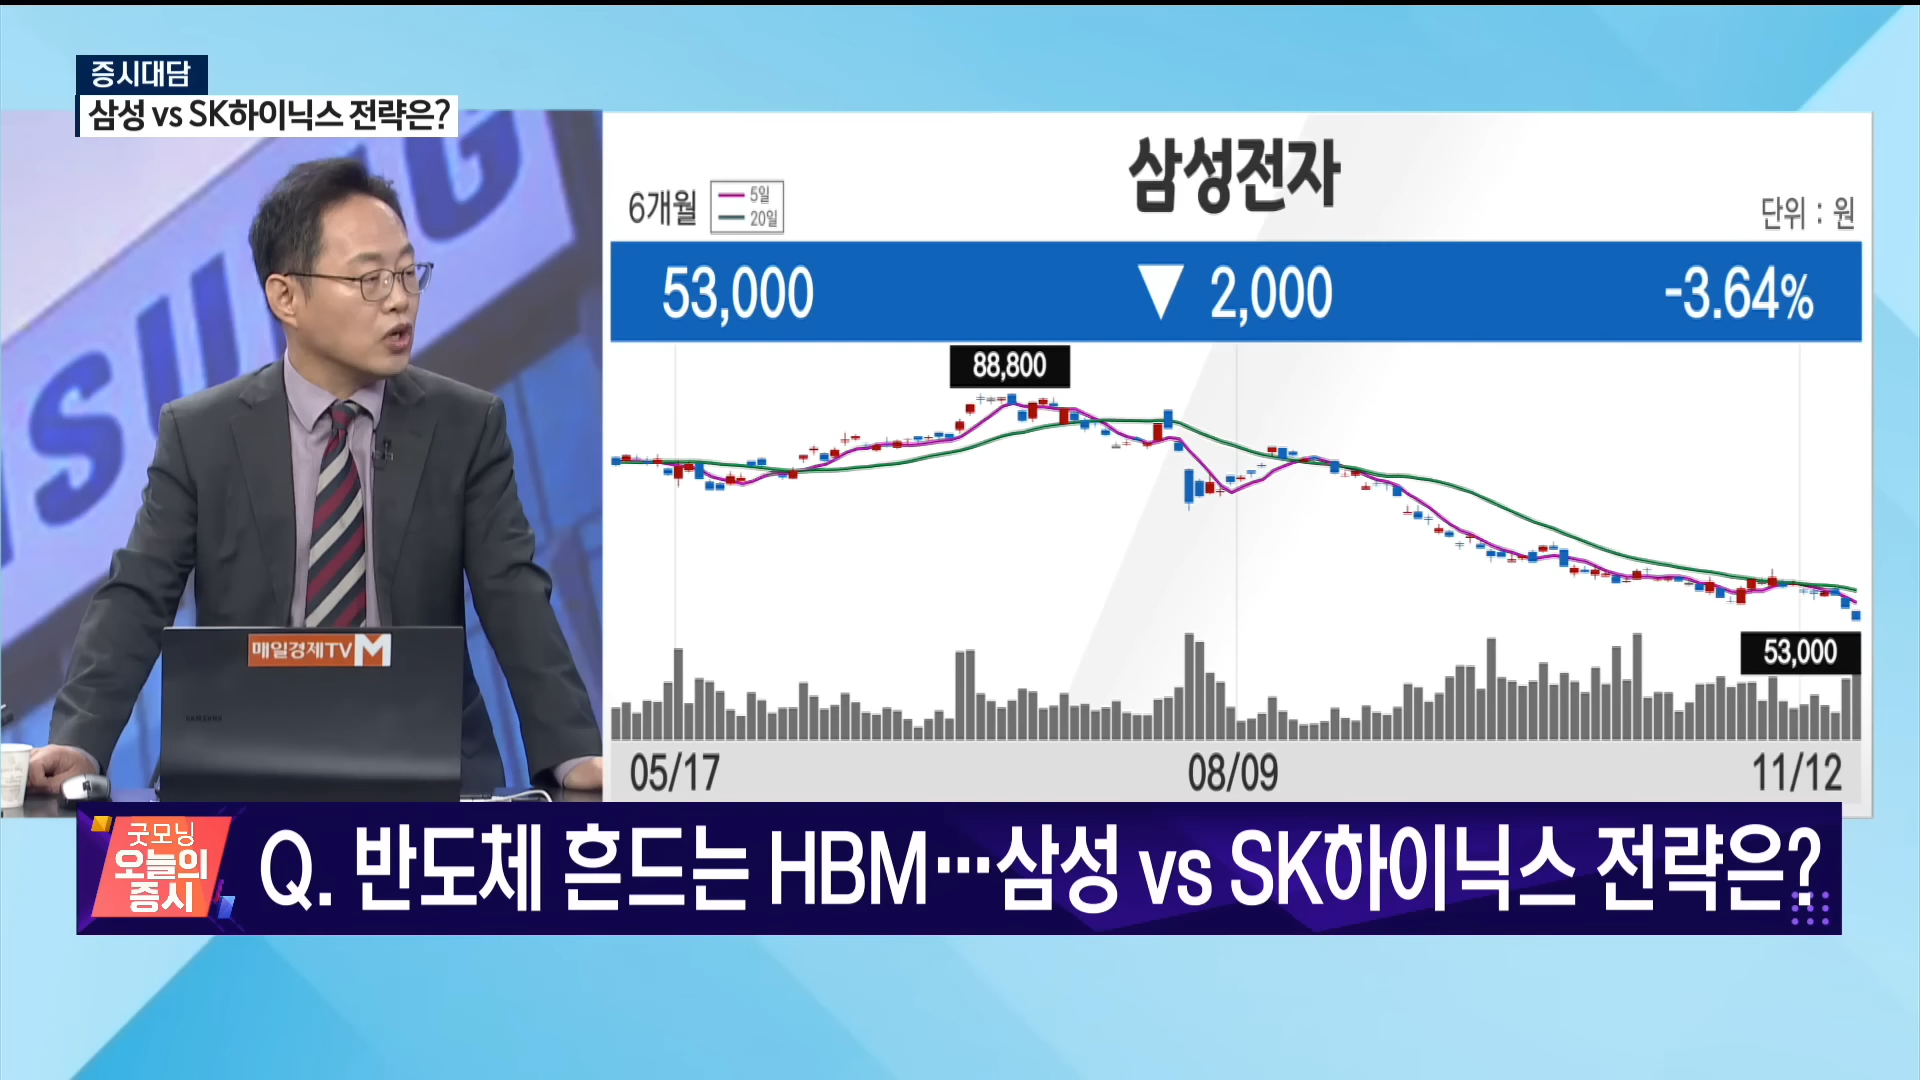 증시대담
삼성 vs SK하이닉스 전략은?
SUNG
삼성전자
6개월
5일
20일
단위 : 원
53,000 ▼ 2,000 -3.64%
88,800
53,000
05/17 08/09 11/12
매일경제TV M
SAMSUNG
굿모닝
오늘의
증시
Q. 반도체 흔드는 HBM…삼성 vs SK하이닉스 전략은?